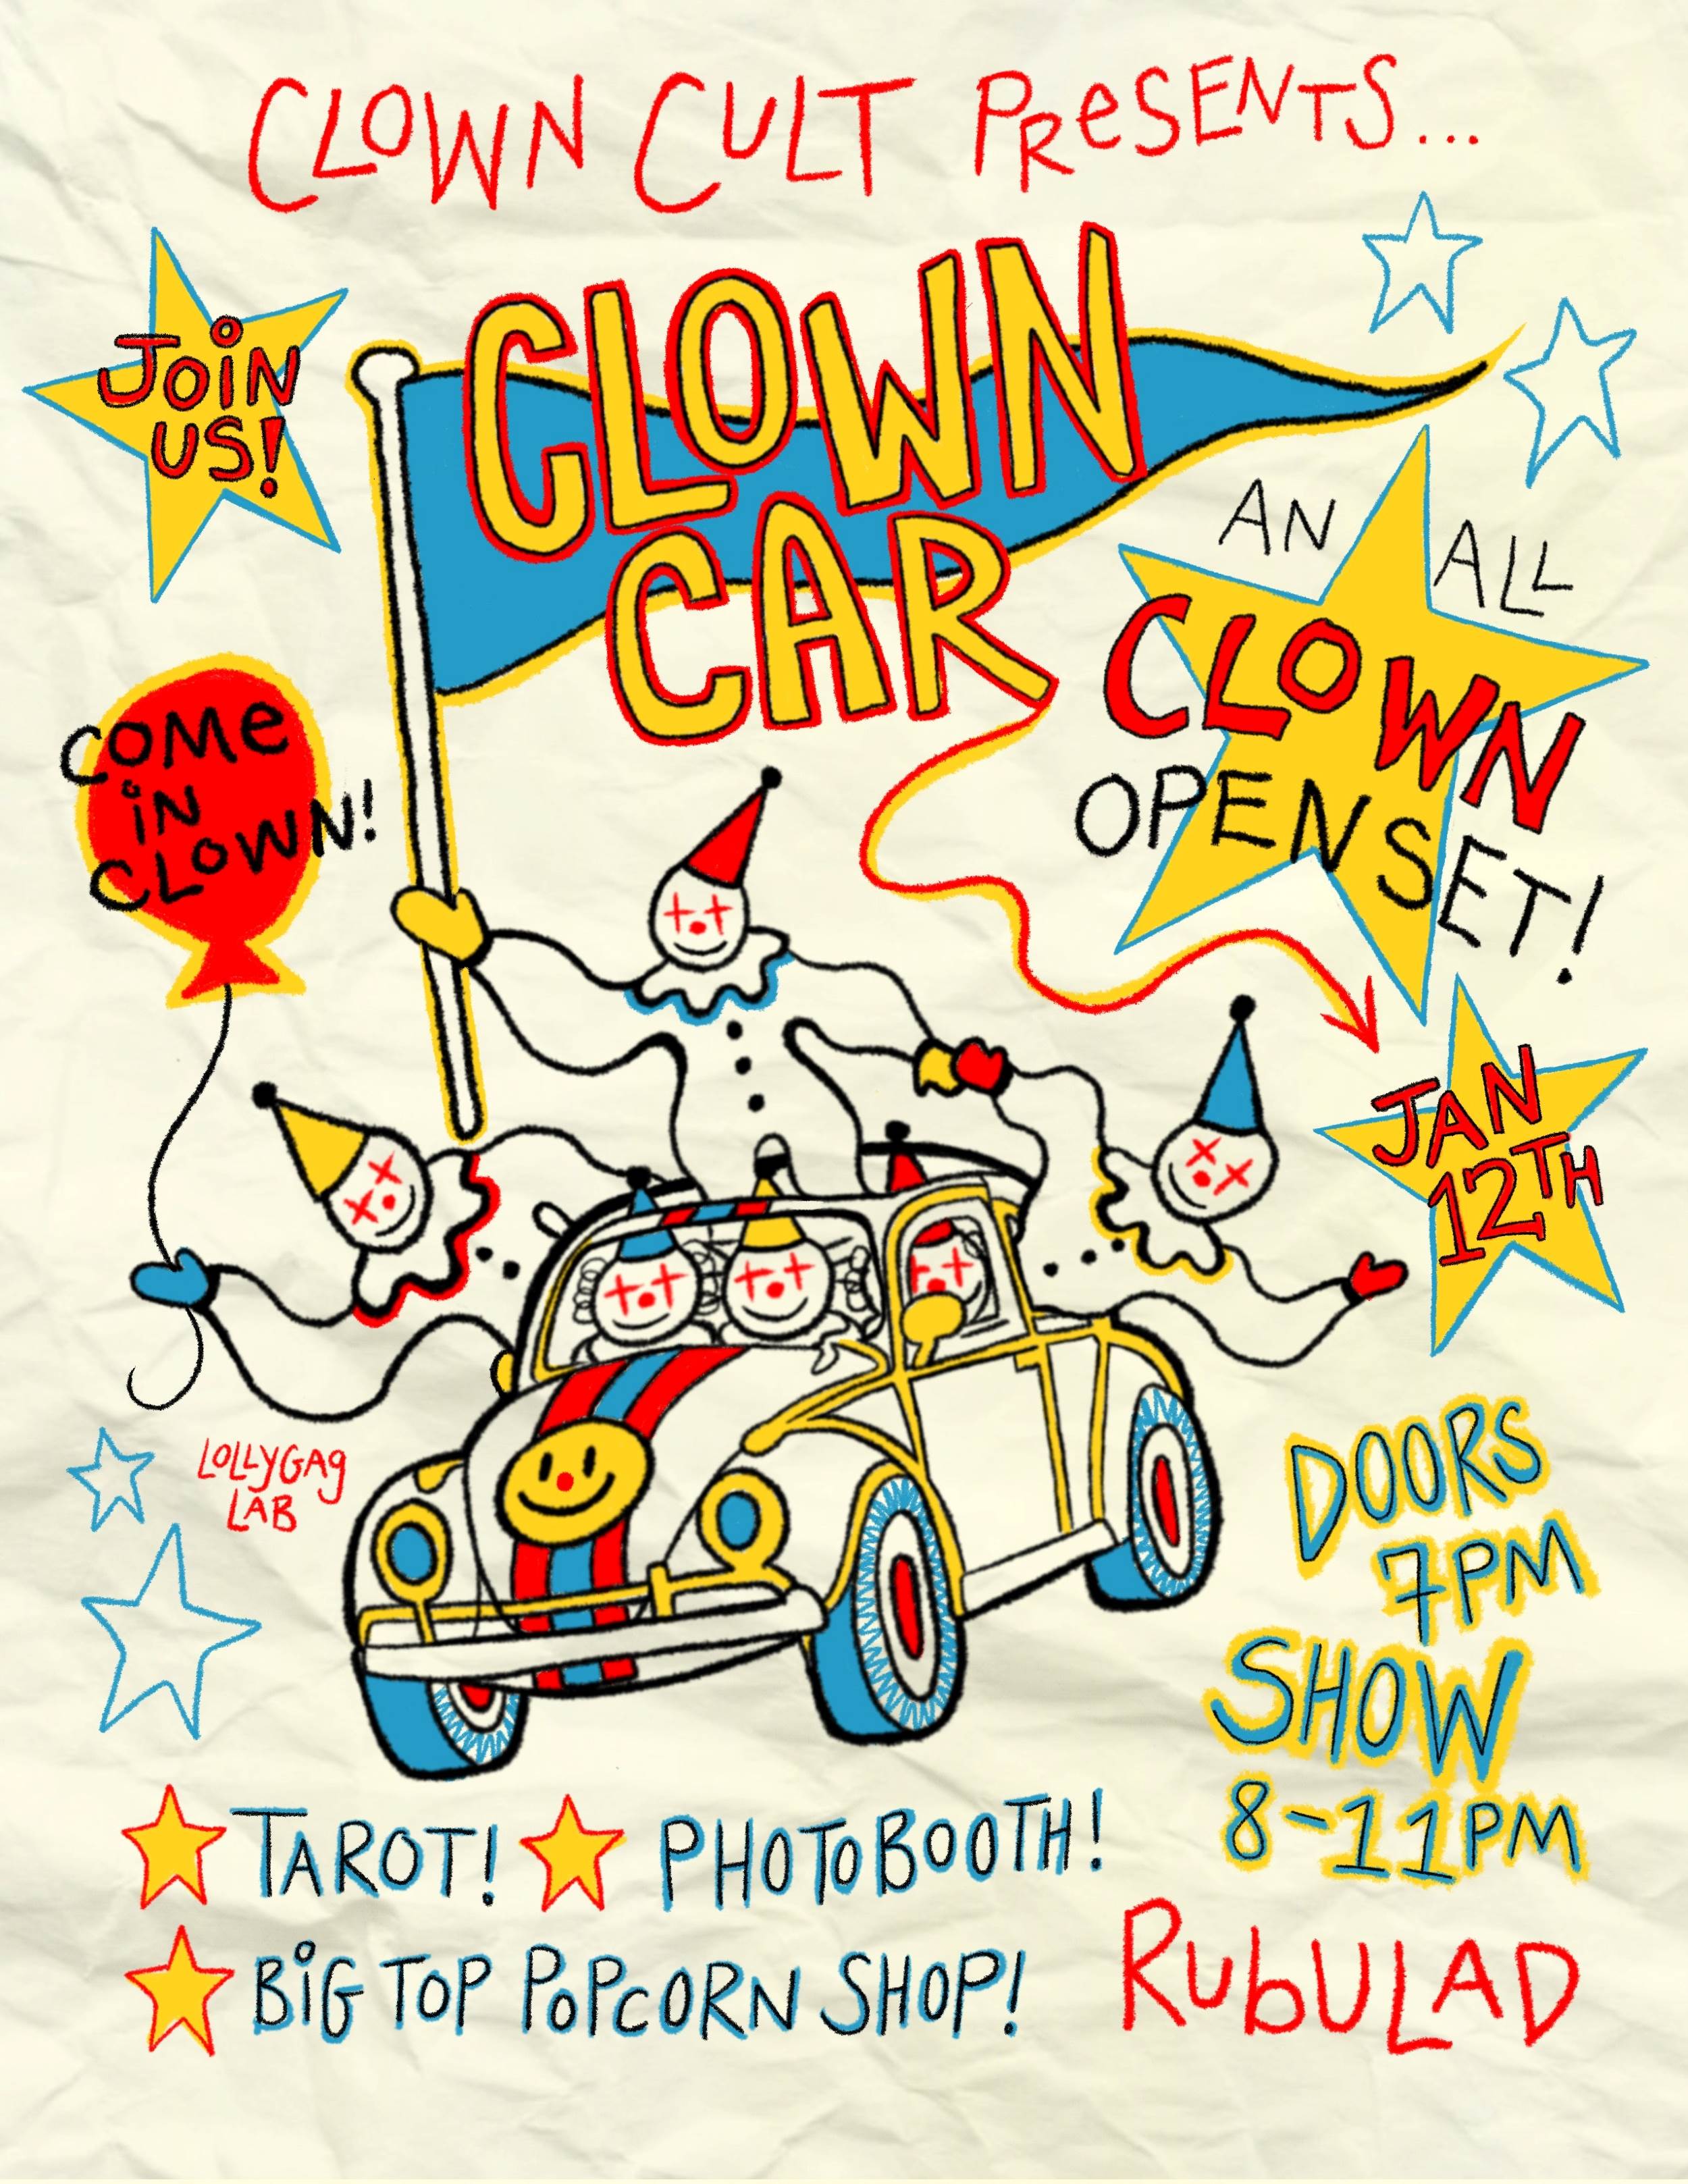 CLOWN CULT PReSENTS...
JOiN
US!
CLOWN
CAR
AN ALL
CLOWN
OPEN SET!
COMe
iN
CLOWN!
JAN
12TH
LOLLYGAg
LAB
DOORS
7PM
SHOW
8-11PM
TAROT! PHOTOBOOTH!
BiG TOP POPCORN SHOP!
RubULAD